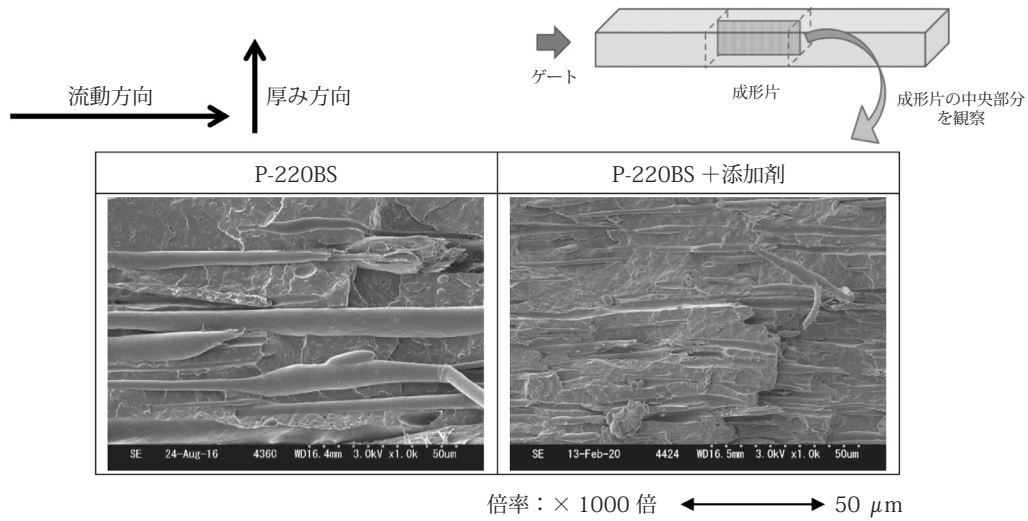 流動方向
厚み方向
ゲート
成形片
成形片の中央部分
を観察
P-220BS
P-220BS +添加剤
SE 24-Aug-16 4360 WD16.4mm 3.0kV x1.0k 50um
SE 13-Feb-20 4424 WD16.5mm 3.0kV x1.0k 50um
倍率:× 1000 倍 50 μm